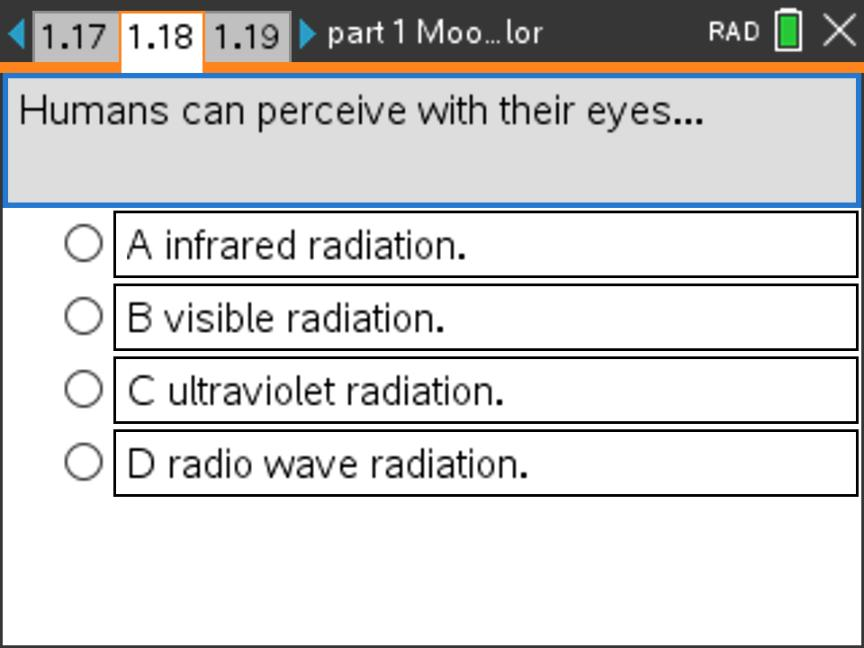 1.17 1.18 1.19 part 1 Moo...lor RAD
Humans can perceive with their eyes...
A infrared radiation.
B visible radiation.
C ultraviolet radiation.
D radio wave radiation.